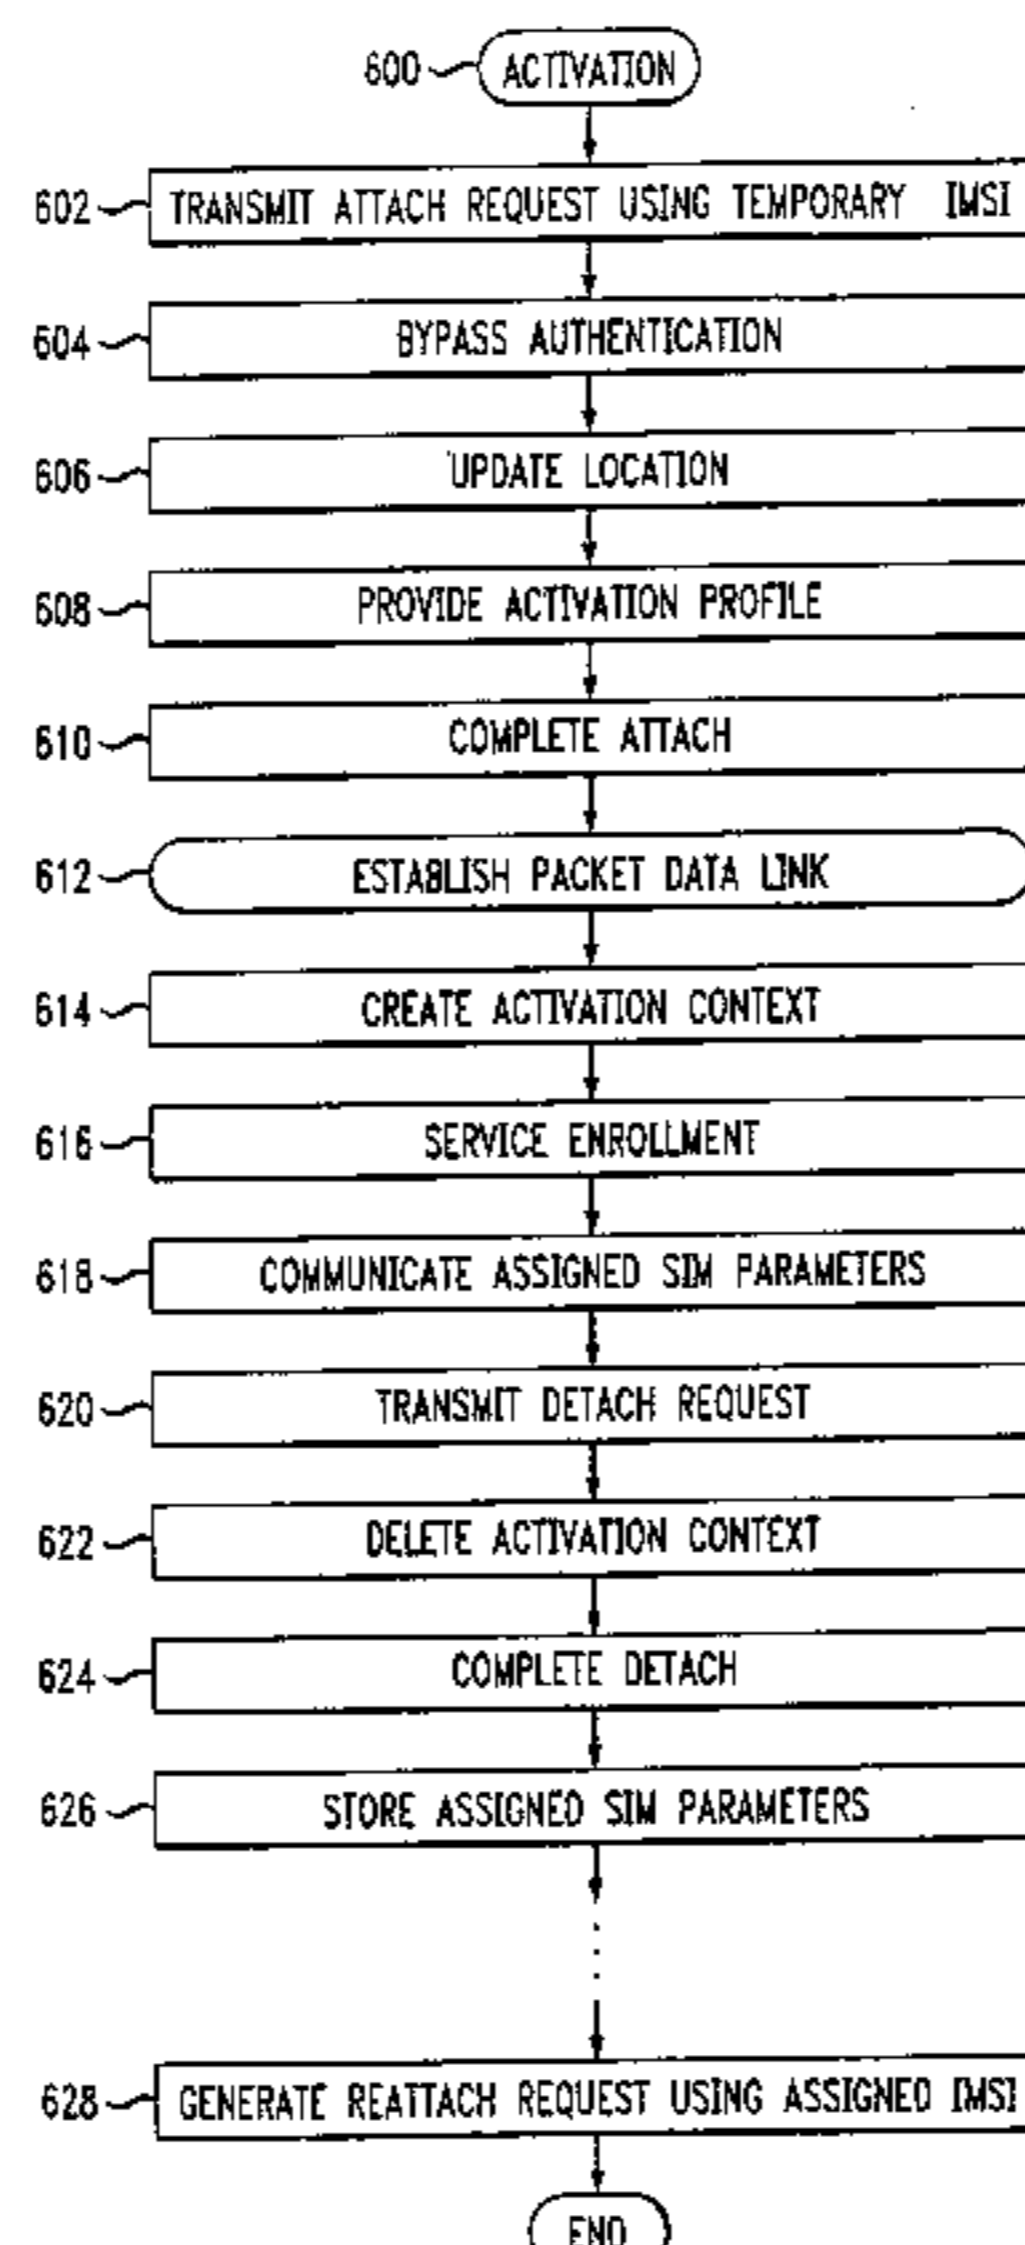 600 ACTIVATION
602 TRANSMIT ATTACH REQUEST USING TEMPORARY IMSI
604 BYPASS AUTHENTICATION
606 UPDATE LOCATION
608 PROVIDE ACTIVATION PROFILE
610 COMPLETE ATTACH
612 ESTABLISH PACKET DATA LINK
614 CREATE ACTIVATION CONTEXT
616 SERVICE ENROLLMENT
618 COMMUNICATE ASSIGNED SIM PARAMETERS
620 TRANSMIT DETACH REQUEST
622 DELETE ACTIVATION CONTEXT
624 COMPLETE DETACH
626 STORE ASSIGNED SIM PARAMETERS
628 GENERATE REATTACH REQUEST USING ASSIGNED IMSI
END